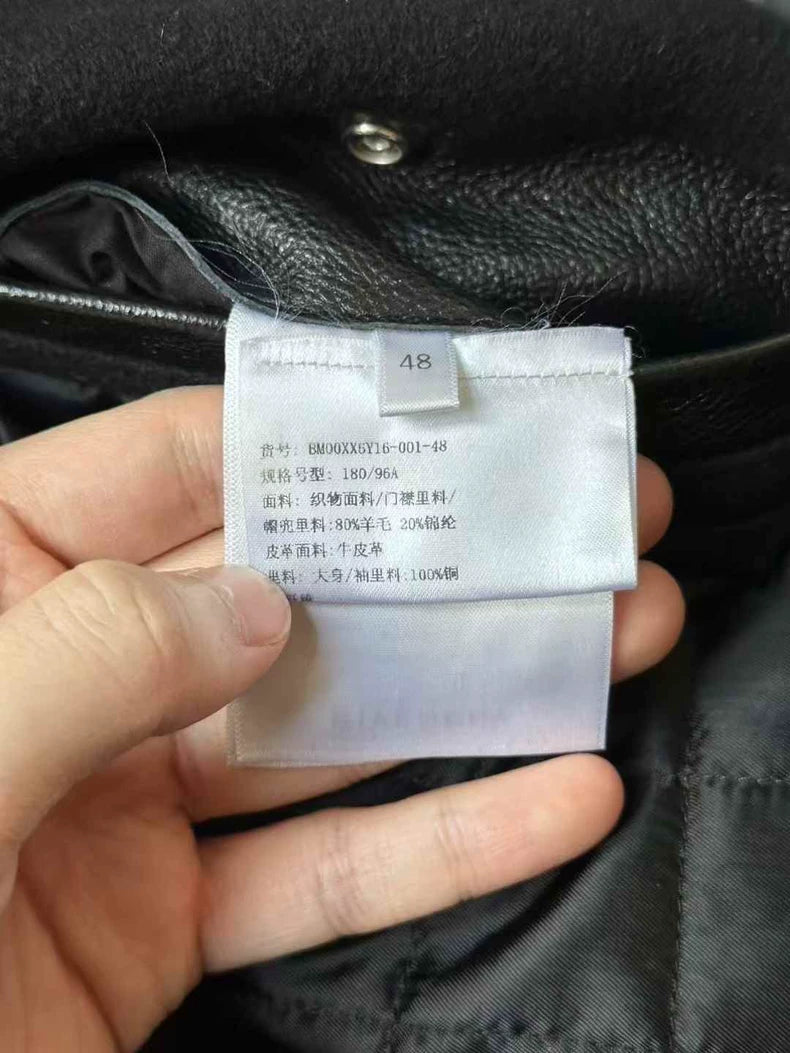 48
货号: BM00XX6Y16-001-48
规格号型: 180/96A
面料: 织物面料/门襟里料/
帽兜里料:80%羊毛 20%锦纶
皮革面料:牛皮革
里料: 大身/袖里料:100%铜